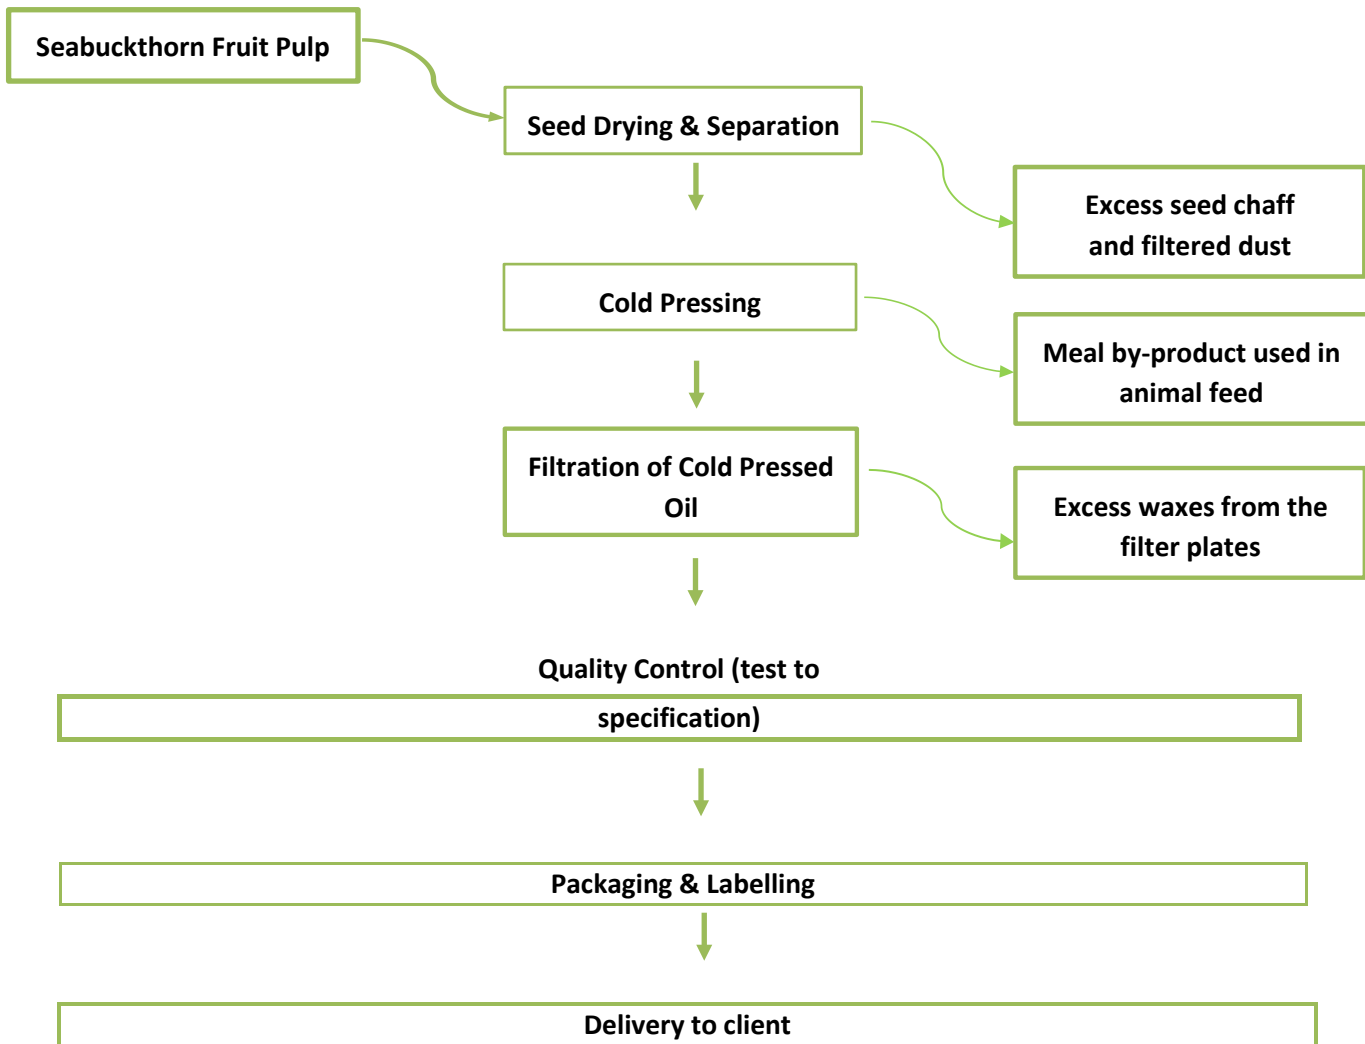 Seabuckthorn Fruit Pulp
Seed Drying & Separation
Excess seed chaff
and filtered dust
Cold Pressing
Meal by-product used in
animal feed
Filtration of Cold Pressed
Oil
Excess waxes from the
filter plates
Quality Control (test to
specification)
Packaging & Labelling
Delivery to client